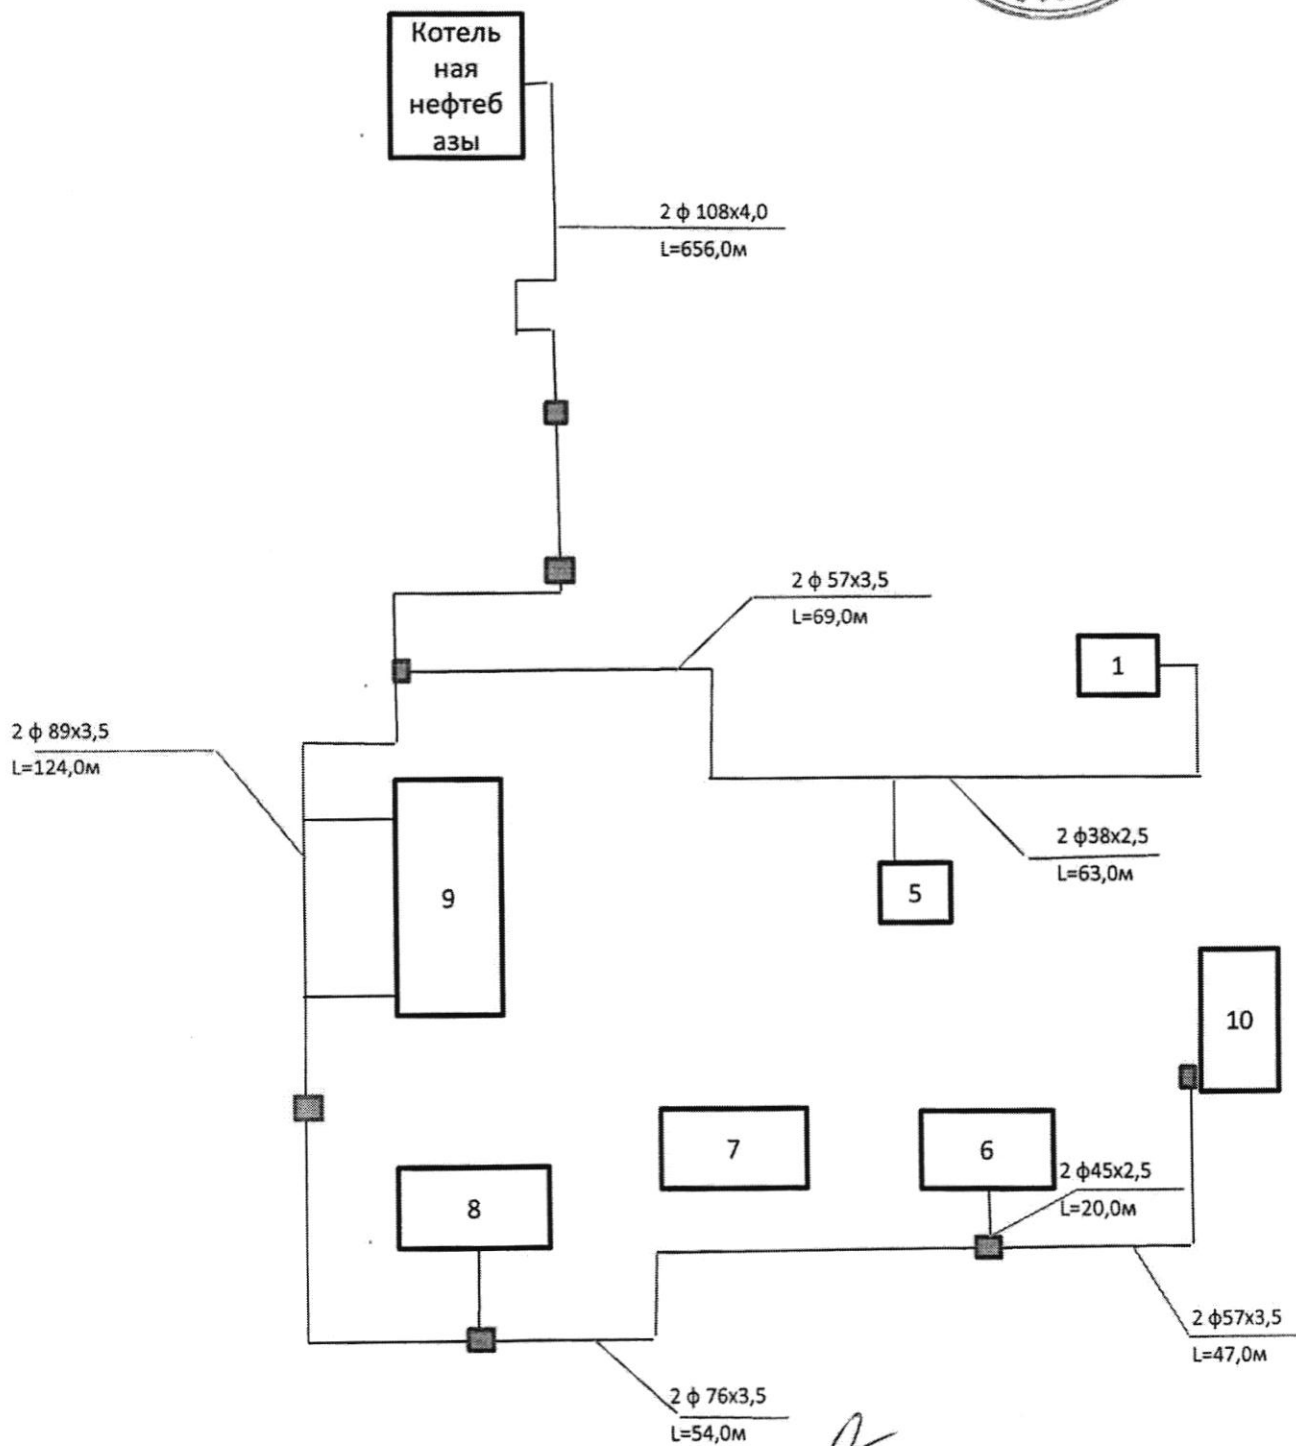 Котель
ная
нефтеб
азы
2 ф 108х4,0
L=656,0м
2 ф 57х3,5
L=69,0м
1
2 ф 89х3,5
L=124,0м
2 ф38х2,5
L=63,0м
9
5
10
7
6
2 ф45х2,5
L=20,0м
8
2 ф57х3,5
L=47,0м
2 ф 76х3,5
L=54,0м